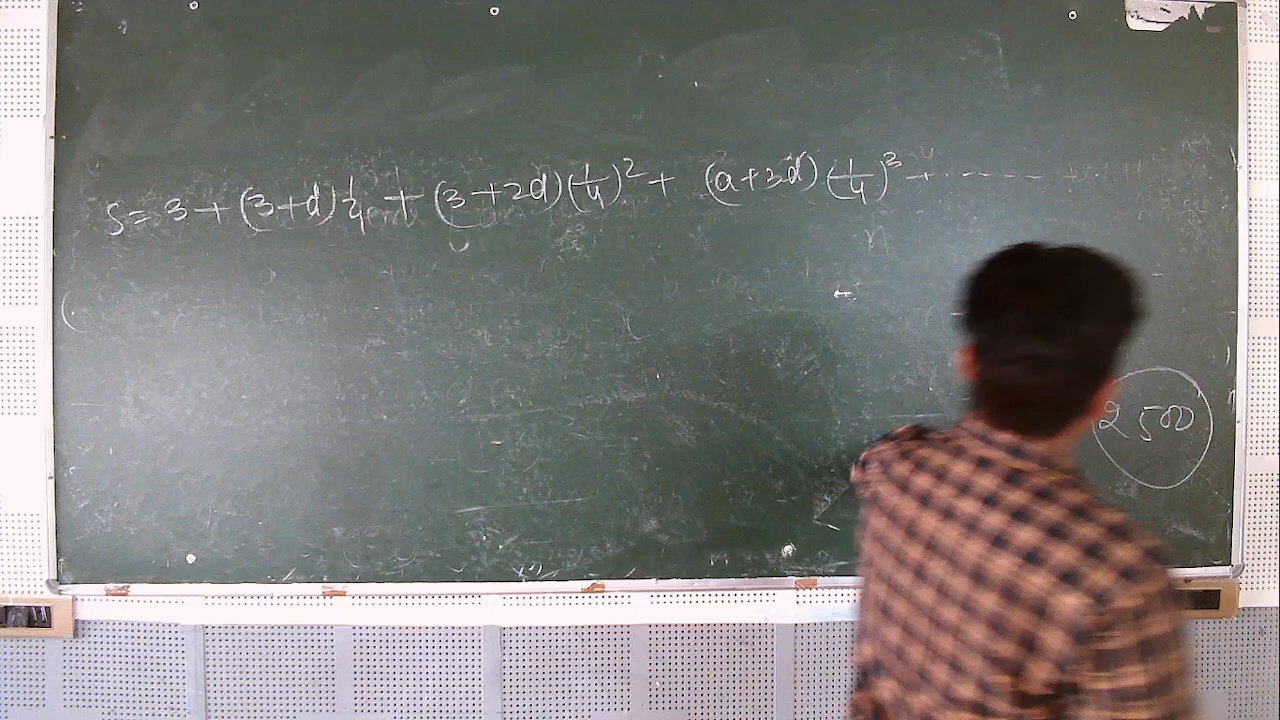 S = 3 + (3+d) 1/4 + (3+2d)(1/4)^2 + (a+3d)(1/4)^3 + - - - - -
2500